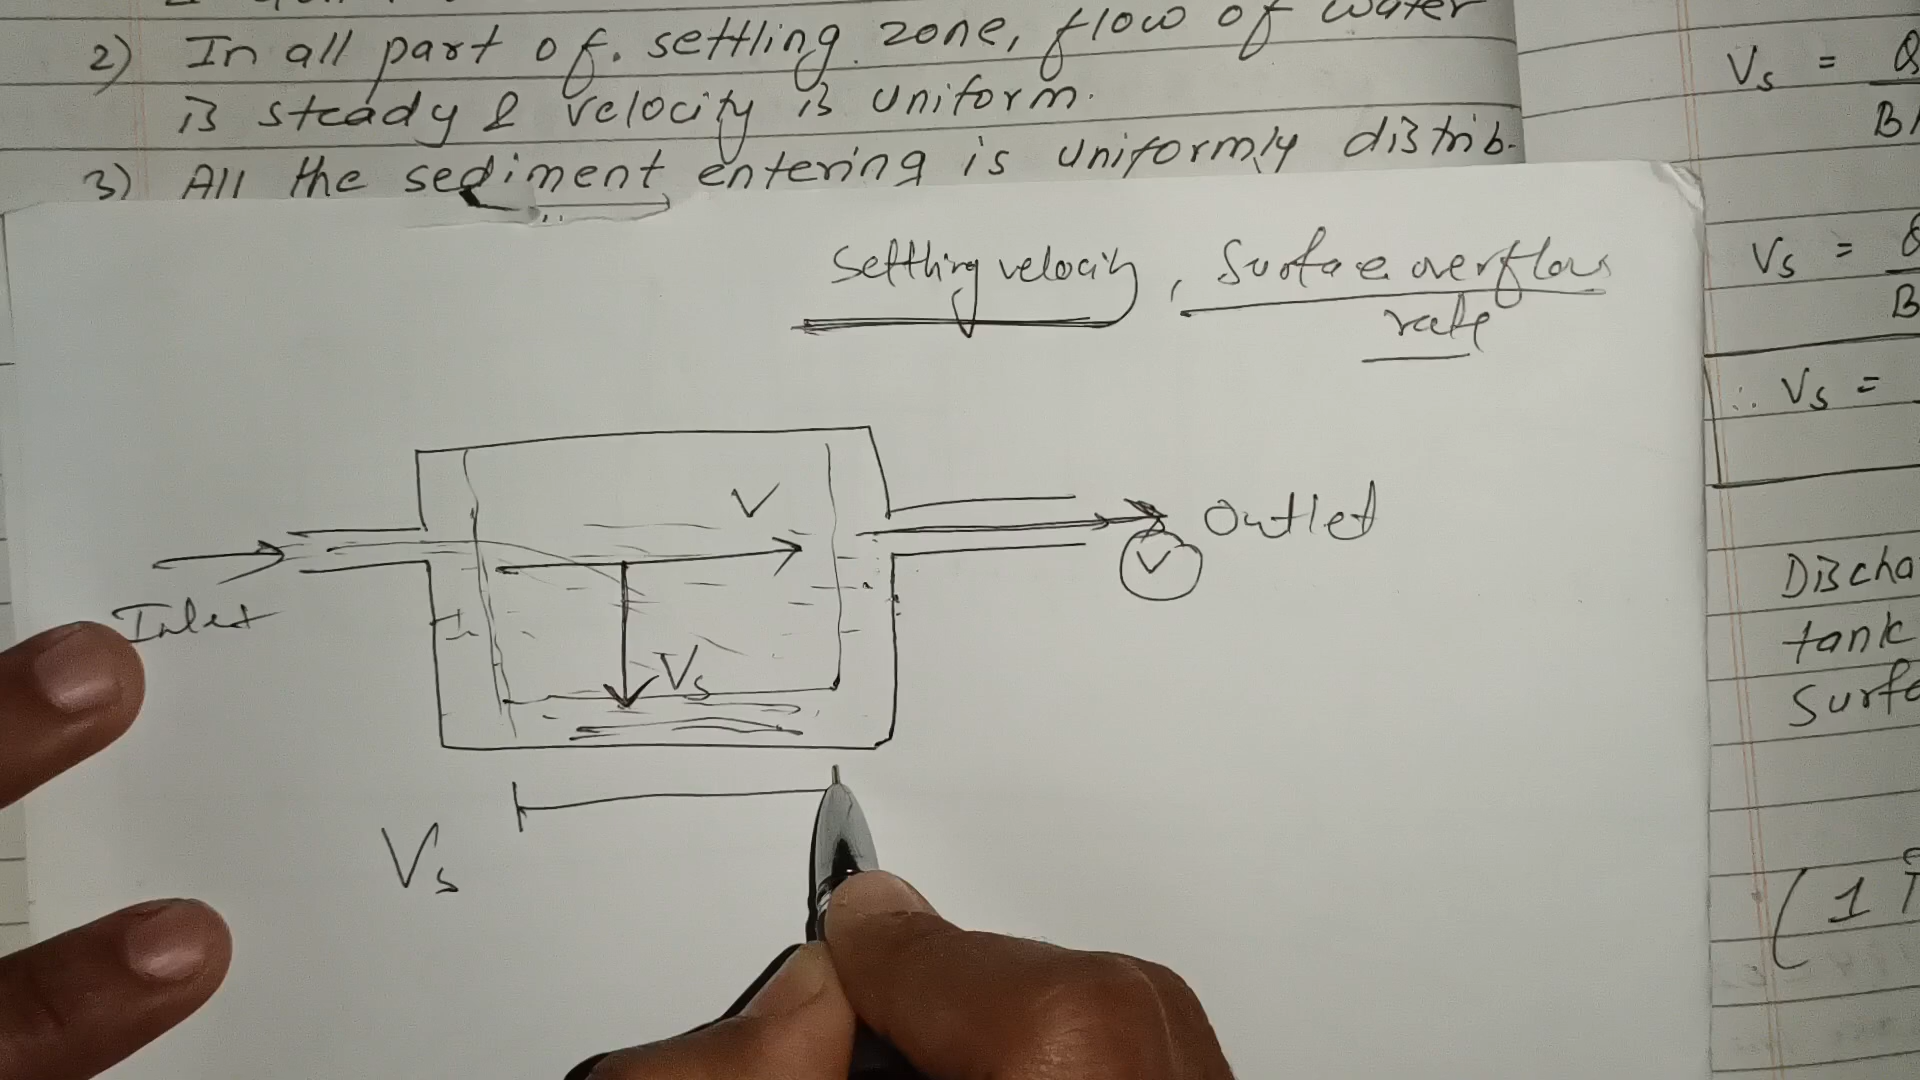 2) In all part of. settling zone, flow of water
is steady & velocity is uniform.
3) All the sediment entering is uniformly distrib-
Settling velocity, Surface overflow
rate
V
Outlet
V
Inlet
Vs
Vs
Vs = Q
B
Vs = Q
B
∴ Vs =
Discha
tank
Surfa
(1